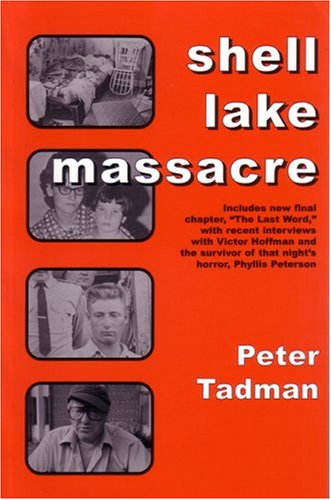 shell
lake
massacre
Includes new final
chapter, "The Last Word,"
with recent interviews
with Victor Hoffman and
the survivor of that night's
horror, Phyllis Peterson
Peter
Tadman